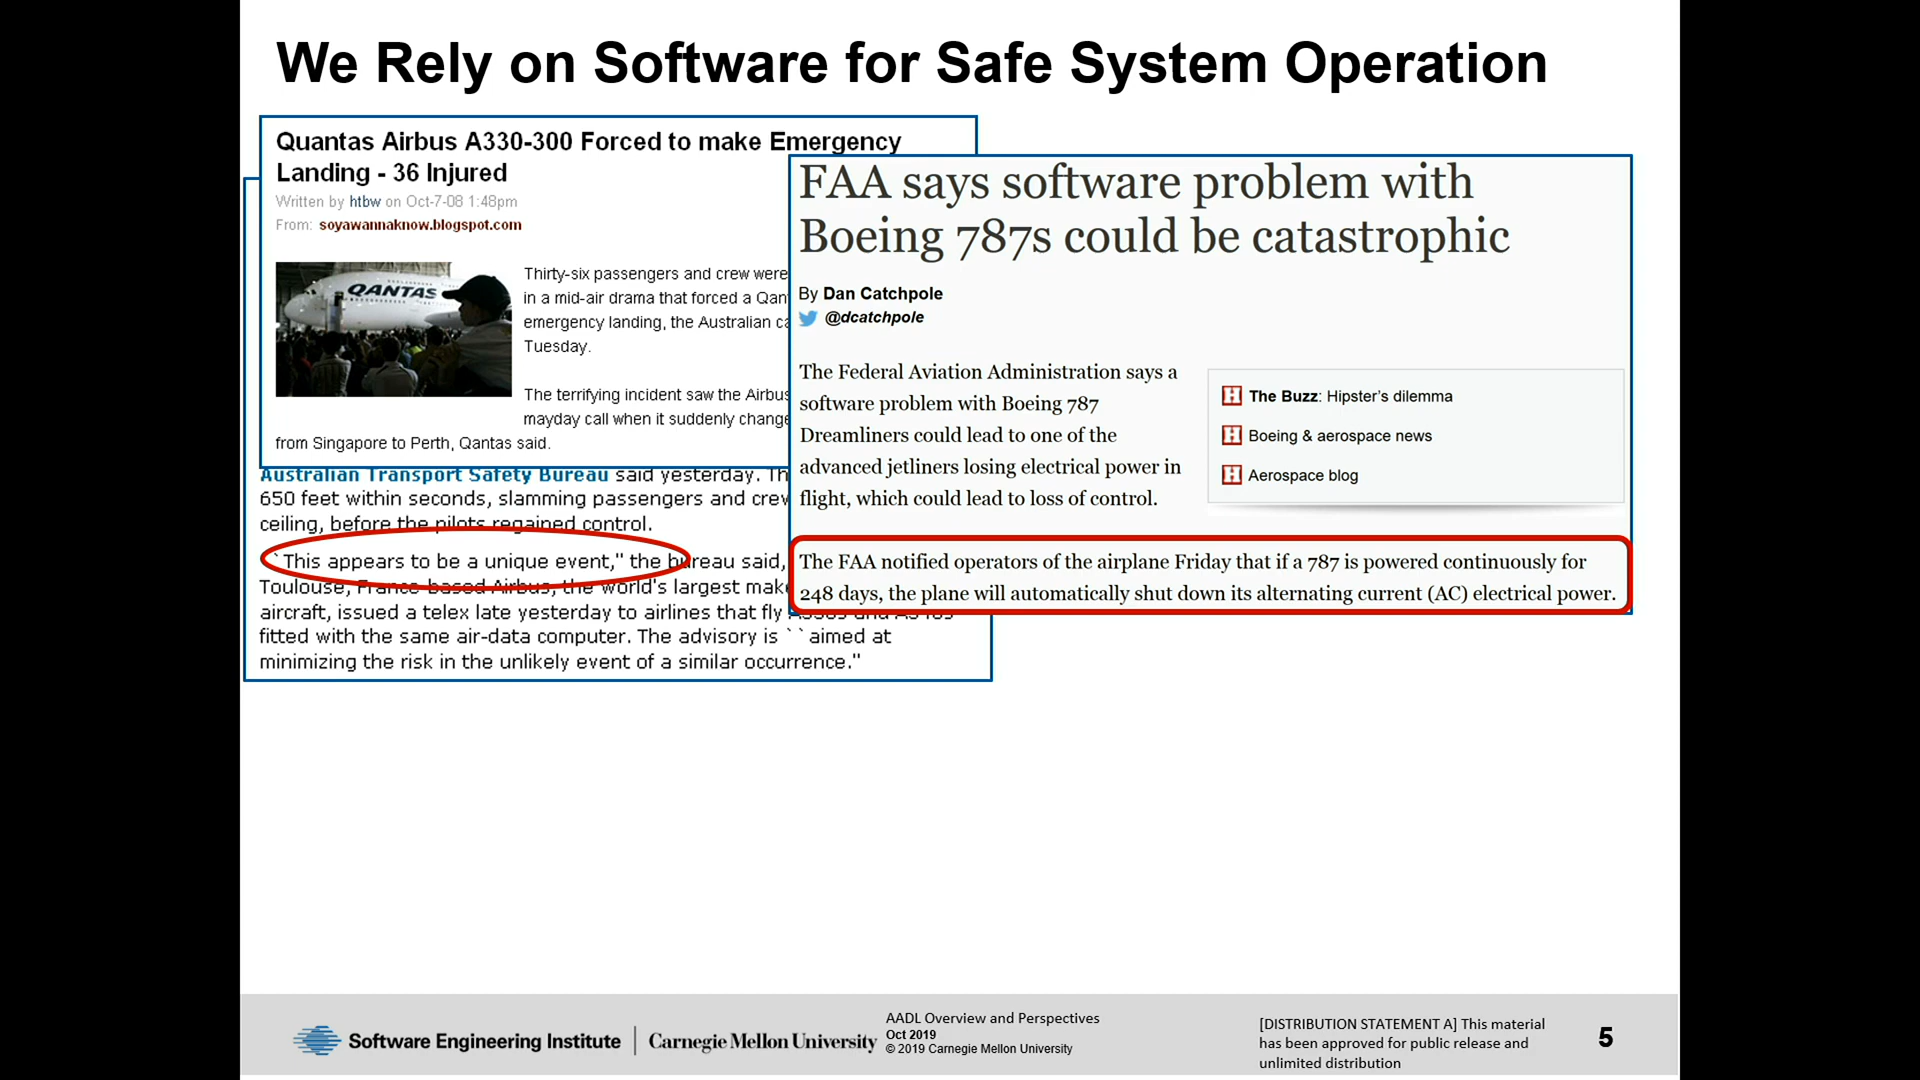 We Rely on Software for Safe System Operation
Quantas Airbus A330-300 Forced to make Emergency
Landing - 36 Injured
Written by htbw on Oct-7-08 1:48pm
From: soyawannaknow.blogspot.com
QANTAS
Thirty-six passengers and crew were
in a mid-air drama that forced a Qan
emergency landing, the Australian ca
Tuesday.
The terrifying incident saw the Airbus
mayday call when it suddenly change
from Singapore to Perth, Qantas said.
Australian Transport Safety Bureau said yesterday. Th
650 feet within seconds, slamming passengers and crew
ceiling, before the pilots regained control.
``This appears to be a unique event,'' the bureau said,
Toulouse, France-based Airbus, the world's largest make
aircraft, issued a telex late yesterday to airlines that fly
fitted with the same air-data computer. The advisory is ``aimed at
minimizing the risk in the unlikely event of a similar occurrence.''
FAA says software problem with
Boeing 787s could be catastrophic
By Dan Catchpole
@dcatchpole
The Federal Aviation Administration says a
software problem with Boeing 787
Dreamliners could lead to one of the
advanced jetliners losing electrical power in
flight, which could lead to loss of control.
The Buzz: Hipster's dilemma
Boeing & aerospace news
Aerospace blog
The FAA notified operators of the airplane Friday that if a 787 is powered continuously for
248 days, the plane will automatically shut down its alternating current (AC) electrical power.
Software Engineering Institute
Carnegie Mellon University
AADL Overview and Perspectives
Oct 2019
© 2019 Carnegie Mellon University
[DISTRIBUTION STATEMENT A] This material
has been approved for public release and
unlimited distribution
5